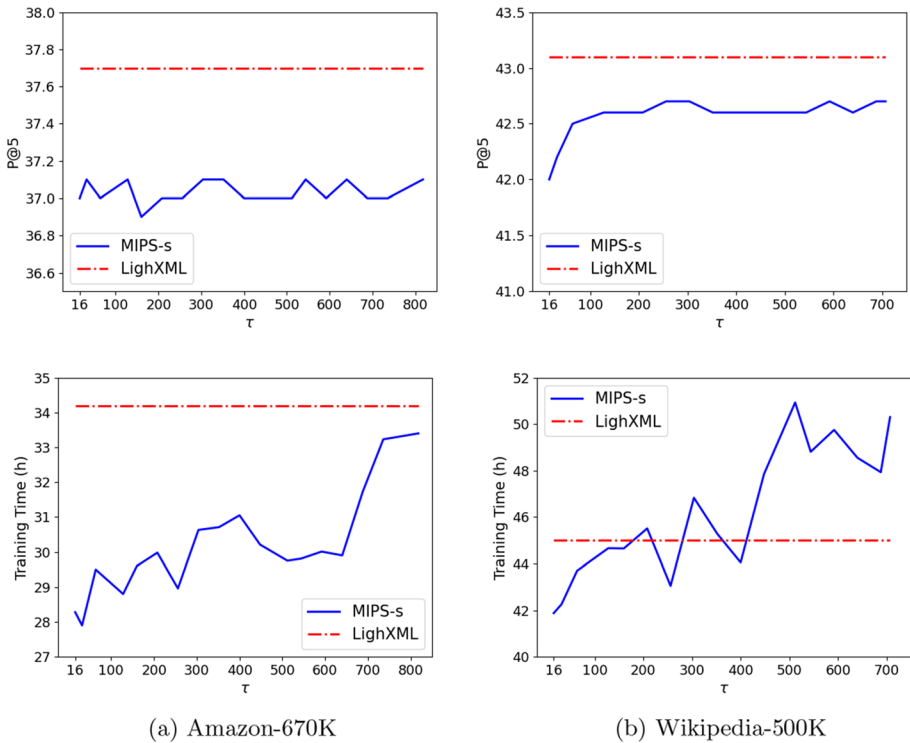 38.0
37.8
37.6
37.4
37.2
37.0
36.8
36.6
P@5
MIPS-s
LighXML
16 100 200 300 400 500 600 700 800
τ
43.5
43.0
42.5
42.0
41.5
41.0
P@5
MIPS-s
LighXML
16 100 200 300 400 500 600 700
τ
35
34
33
32
31
30
29
28
27
Training Time (h)
MIPS-s
LighXML
16 100 200 300 400 500 600 700 800
τ
52
50
48
46
44
42
40
Training Time (h)
MIPS-s
LighXML
16 100 200 300 400 500 600 700
τ
(a) Amazon-670K
(b) Wikipedia-500K